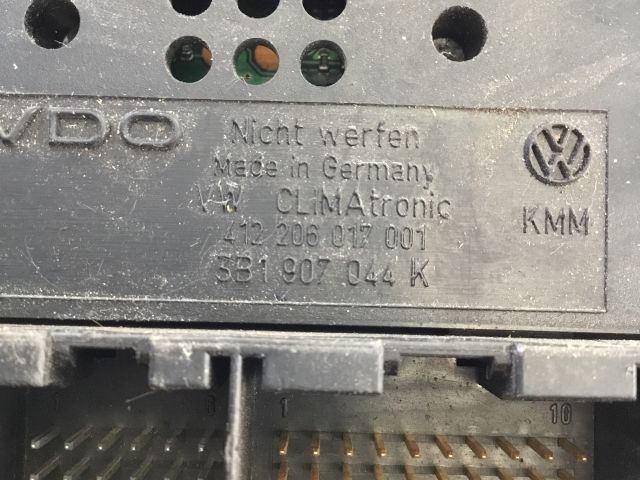 VDO
Nicht werfen
Made in Germany
VW CLIMAtronic
412 206 017 001
3B1 907 044 K
VW
KMM
1 8 1 10